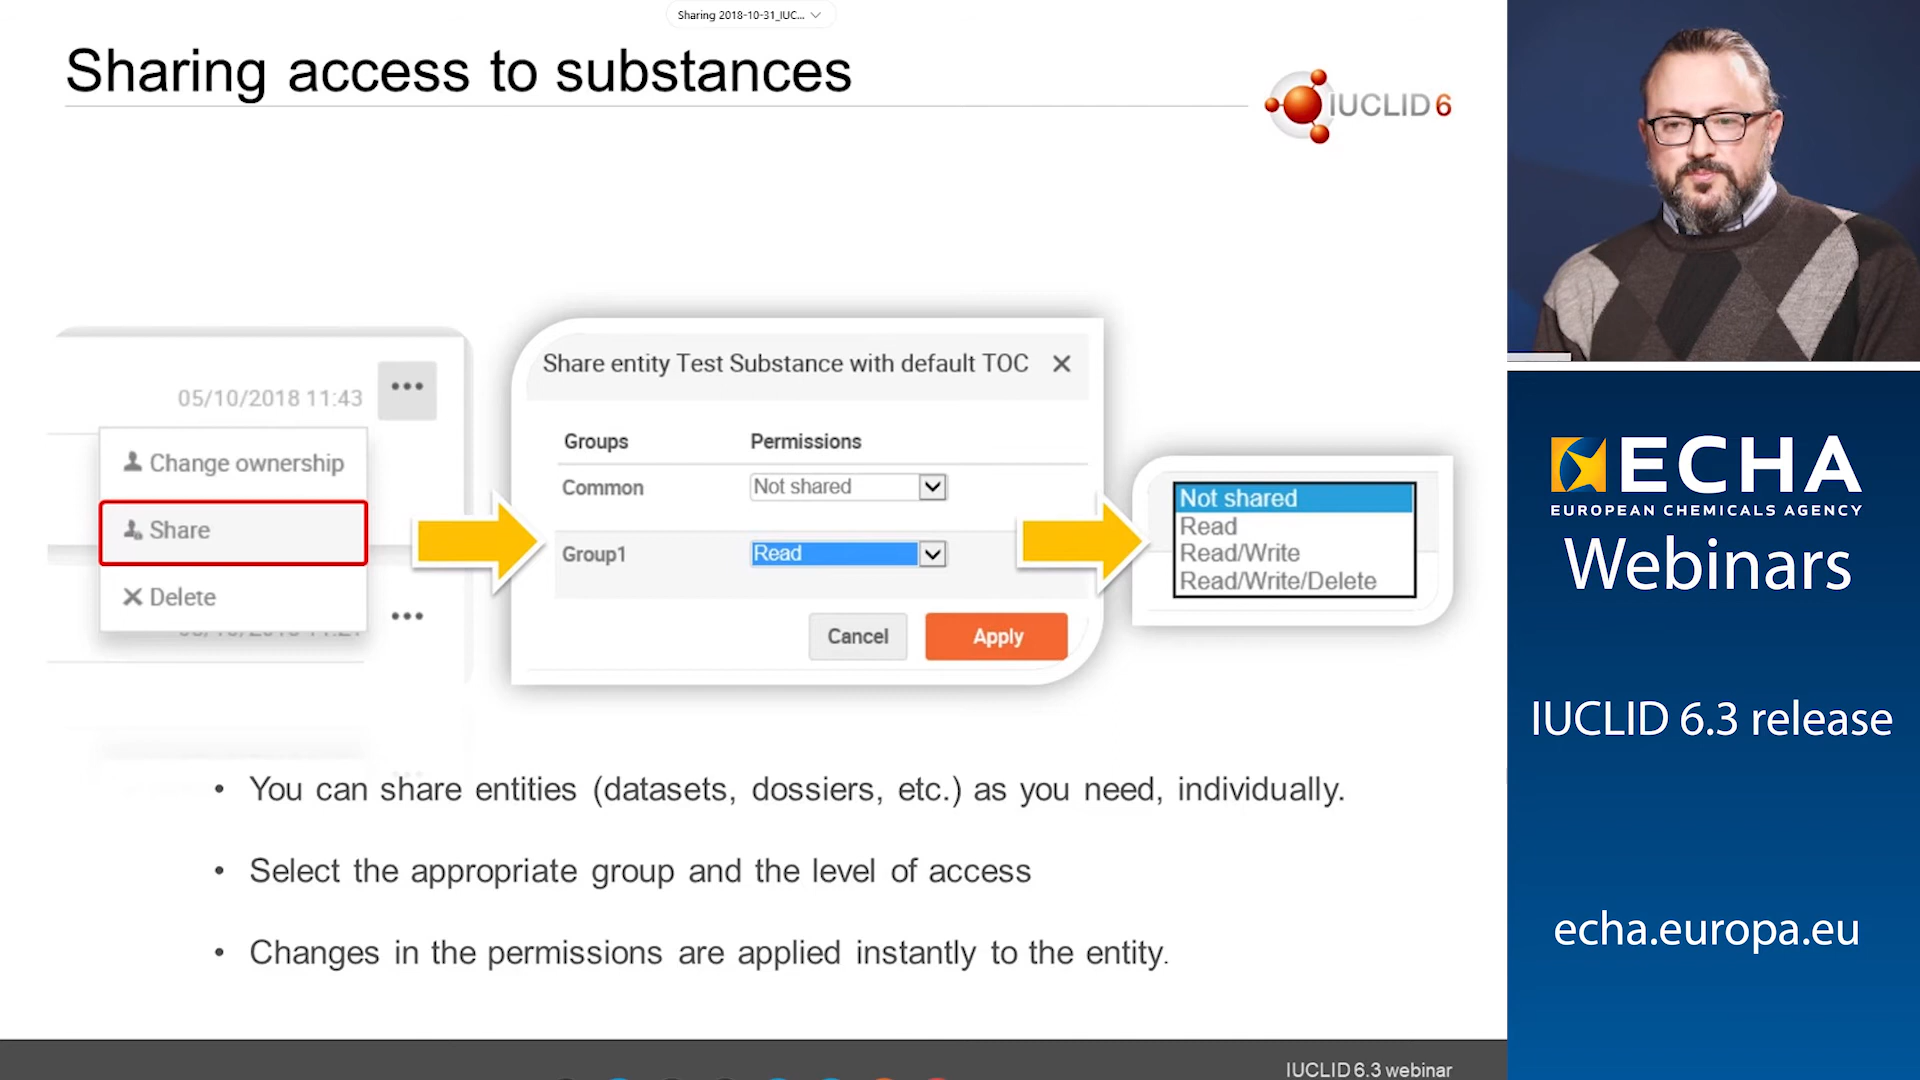 Sharing 2018-10-31_IUC...
Sharing access to substances
IUCLID 6
05/10/2018 11:43
Change ownership
Share
Delete
Share entity Test Substance with default TOC
Groups Permissions
Common Not shared
Group1 Read
Cancel Apply
Not shared
Read
Read/Write
Read/Write/Delete
• You can share entities (datasets, dossiers, etc.) as you need, individually.
• Select the appropriate group and the level of access
• Changes in the permissions are applied instantly to the entity.
IUCLID 6.3 webinar
ECHA
EUROPEAN CHEMICALS AGENCY
Webinars
IUCLID 6.3 release
echa.europa.eu